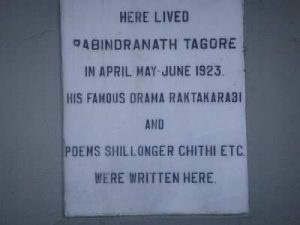 HERE LIVED
RABINDRANATH TAGORE
IN APRIL MAY-JUNE 1923.
HIS FAMOUS DRAMA RAKTAKARABI
AND
POEMS SHILLONGER CHITHI ETC.
WERE WRITTEN HERE.